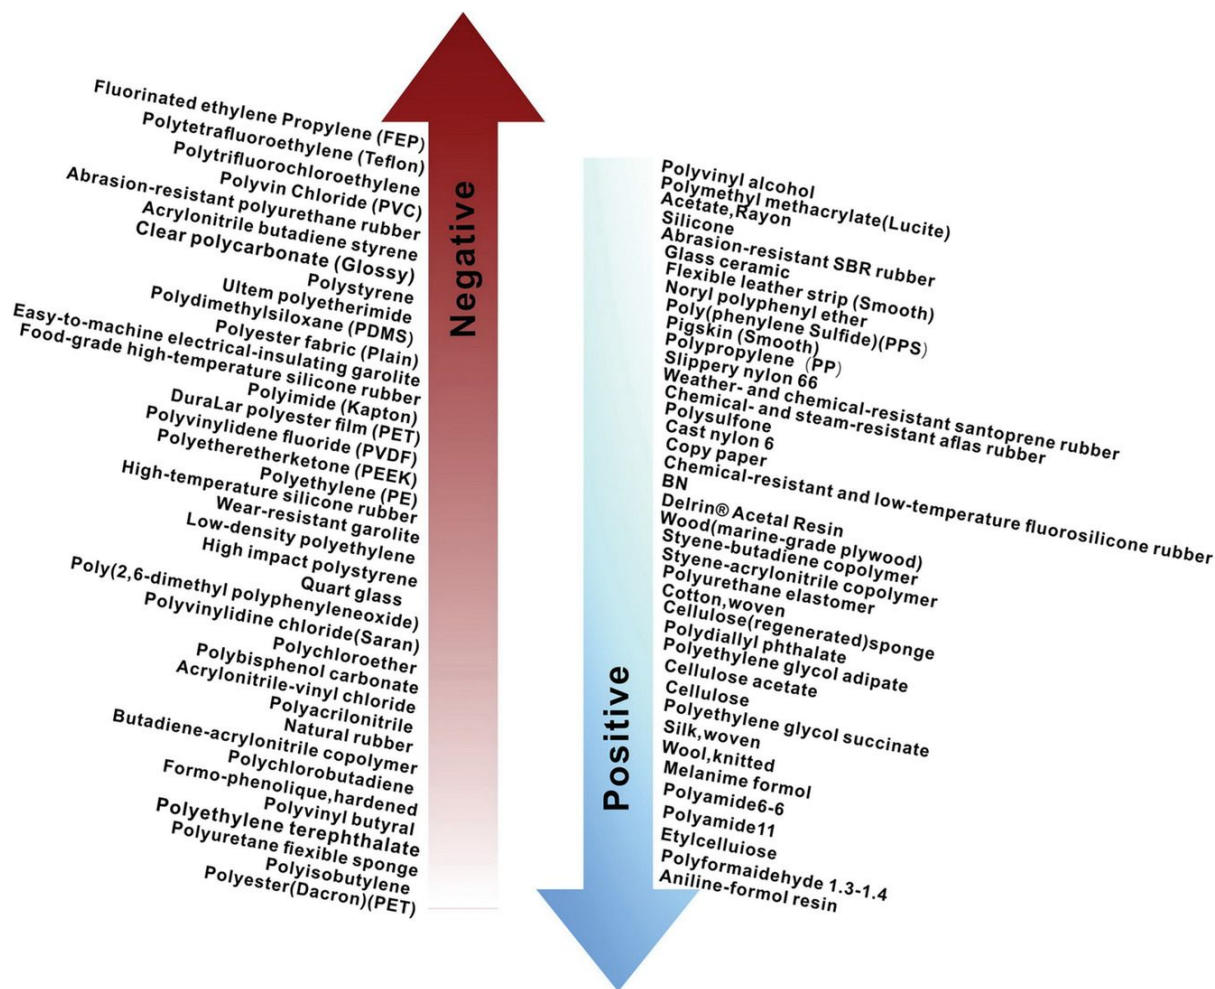 Fluorinated ethylene Propylene (FEP)
Polytetrafluoroethylene (Teflon)
Polytrifluorochloroethylene
Polyvin Chloride (PVC)
Abrasion-resistant polyurethane rubber
Acrylonitrile butadiene styrene
Clear polycarbonate (Glossy)
Polystyrene
Ultem polyetherimide
Polydimethylsiloxane (PDMS)
Polyester fabric (Plain)
Easy-to-machine electrical-insulating garolite
Food-grade high-temperature silicone rubber
Polyimide (Kapton)
DuraLar polyester film (PET)
Polyvinylidene fluoride (PVDF)
Polyetheretherketone (PEEK)
Polyethylene (PE)
High-temperature silicone rubber
Wear-resistant garolite
Low-density polyethylene
High impact polystyrene
Quart glass
Poly(2,6-dimethyl polyphenyleneoxide)
Polyvinylidine chloride(Saran)
Polychloroether
Polybisphenol carbonate
Acrylonitrile-vinyl chloride
Polyacrilonitrile
Natural rubber
Butadiene-acrylonitrile copolymer
Polychlorobutadiene
Formo-phenolique,hardened
Polyvinyl butyral
Polyethylene terephthalate
Polyuretane fiexible sponge
Polyisobutylene
Polyester(Dacron)(PET)
Negative
Positive
Polyvinyl alcohol
Polymethyl methacrylate(Lucite)
Acetate,Rayon
Silicone
Abrasion-resistant SBR rubber
Glass ceramic
Flexible leather strip (Smooth)
Noryl polyphenyl ether
Poly(phenylene Sulfide)(PPS)
Pigskin (Smooth)
Polypropylene (PP)
Slippery nylon 66
Weather- and chemical-resistant santoprene rubber
Chemical- and steam-resistant aflas rubber
Polysulfone
Cast nylon 6
Copy paper
Chemical-resistant and low-temperature fluorosilicone rubber
BN
Delrin® Acetal Resin
Wood(marine-grade plywood)
Styene-butadiene copolymer
Styene-acrylonitrile copolymer
Polyurethane elastomer
Cotton,woven
Cellulose(regenerated)sponge
Polydiallyl phthalate
Polyethylene glycol adipate
Cellulose acetate
Cellulose
Polyethylene glycol succinate
Silk,woven
Wool,knitted
Melanime formol
Polyamide6-6
Polyamide11
Etylcelluiose
Polyformaidehyde 1.3-1.4
Aniline-formol resin